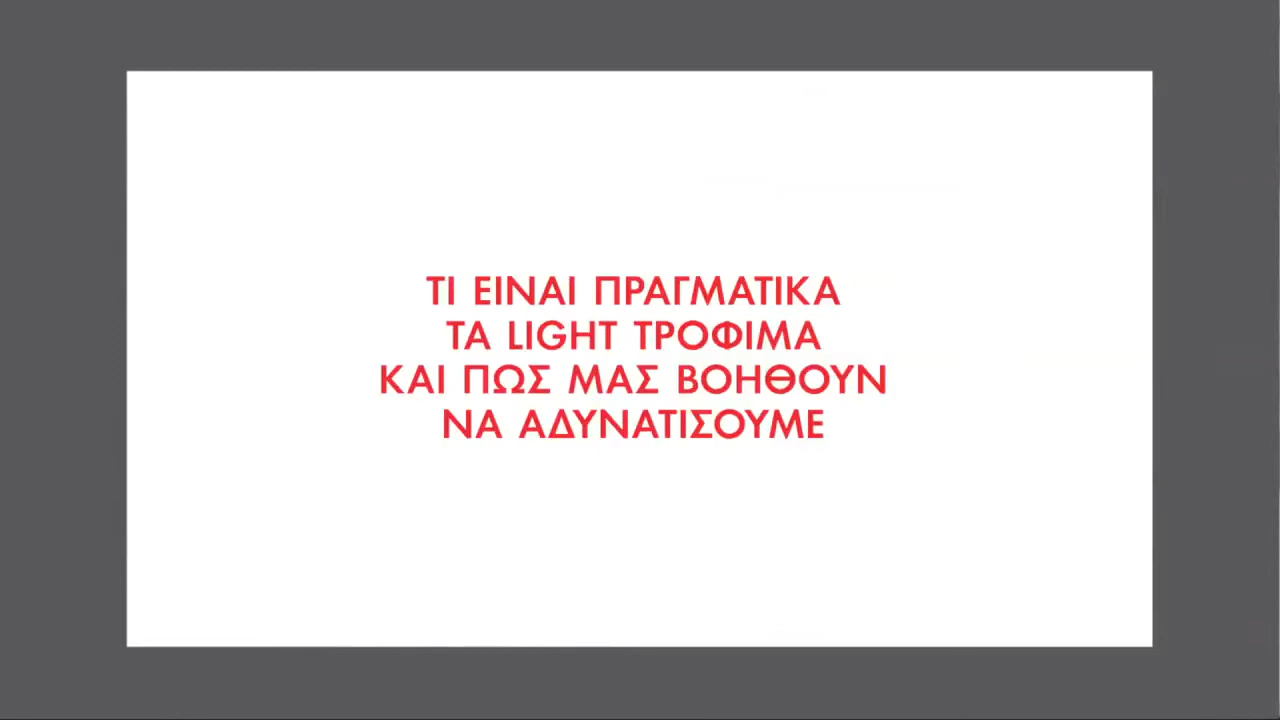 ΤΙ ΕΙΝΑΙ ΠΡΑΓΜΑΤΙΚΑ
ΤΑ LIGHT ΤΡΟΦΙΜΑ
ΚΑΙ ΠΩΣ ΜΑΣ ΒΟΗΘΟΥΝ
ΝΑ ΑΔΥΝΑΤΙΣΟΥΜΕ